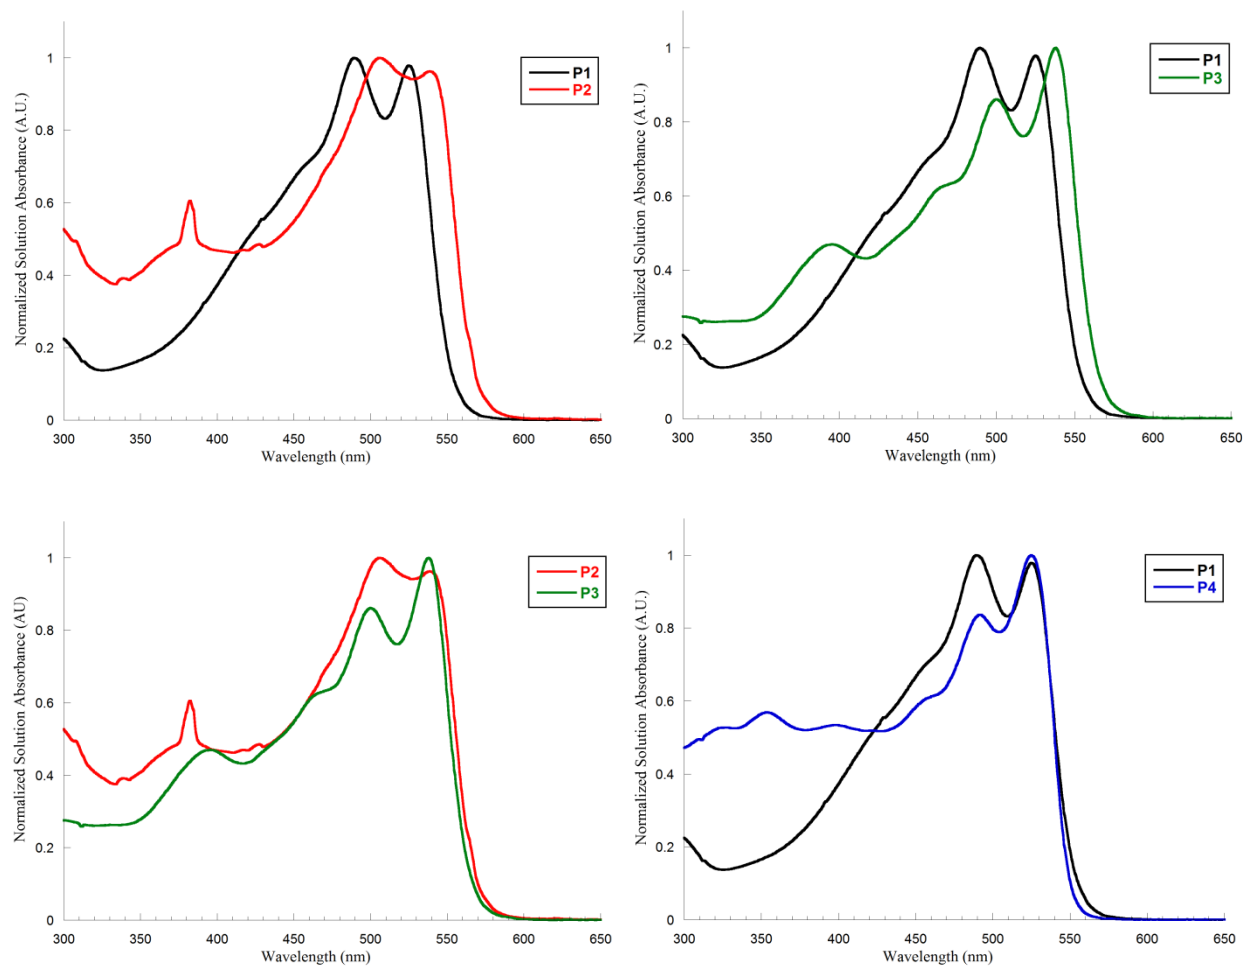 Normalized Solution Absorbance (A.U.)
1
0.8
0.6
0.4
0.2
0
300 350 400 450 500 550 600 650
Wavelength (nm)
P1
P2
Normalized Solution Absorbance (A.U.)
1
0.8
0.6
0.4
0.2
0
300 350 400 450 500 550 600 650
Wavelength (nm)
P1
P3
Normalized Solution Absorbance (AU)
1
0.8
0.6
0.4
0.2
0
300 350 400 450 500 550 600 650
Wavelength (nm)
P2
P3
Normalized Solution Absorbance (A.U.)
1
0.8
0.6
0.4
0.2
0
300 350 400 450 500 550 600 650
Wavelength (nm)
P1
P4